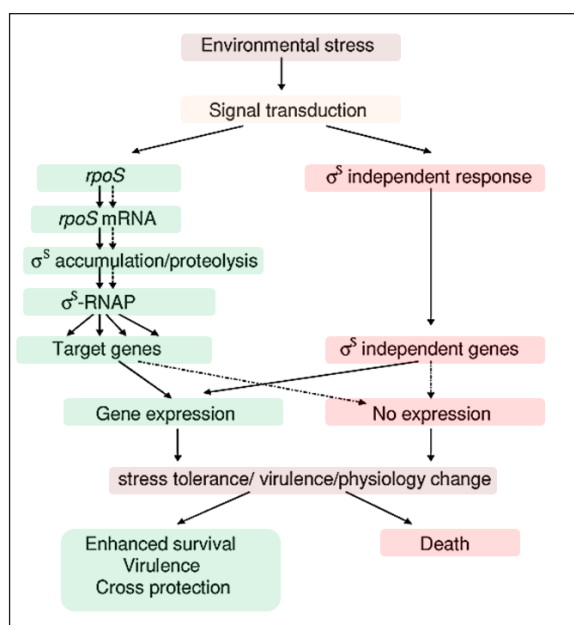 Environmental stress
Signal transduction
rpoS
σˢ independent response
rpoS mRNA
σˢ accumulation/proteolysis
σˢ-RNAP
Target genes
σˢ independent genes
Gene expression
No expression
stress tolerance/ virulence/physiology change
Enhanced survival
Virulence
Cross protection
Death